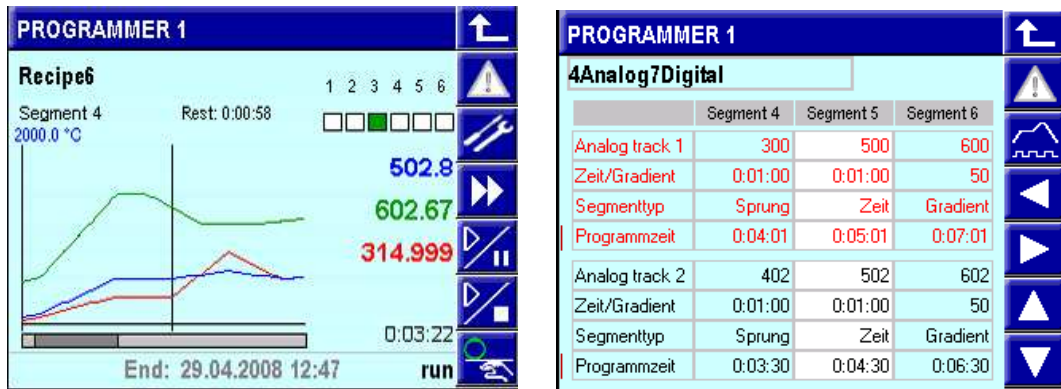 PROGRAMMER 1
Recipe6
1 2 3 4 5 6
Segment 4 Rest: 0:00:58
2000.0 °C
502.8
602.67
314.999
0:03:22
End: 29.04.2008 12:47 run
PROGRAMMER 1
4Analog7Digital
Segment 4 Segment 5 Segment 6
Analog track 1 300 500 600
Zeit/Gradient 0:01:00 0:01:00 50
Segmenttyp Sprung Zeit Gradient
Programmzeit 0:04:01 0:05:01 0:07:01
Analog track 2 402 502 602
Zeit/Gradient 0:01:00 0:01:00 50
Segmenttyp Sprung Zeit Gradient
Programmzeit 0:03:30 0:04:30 0:06:30